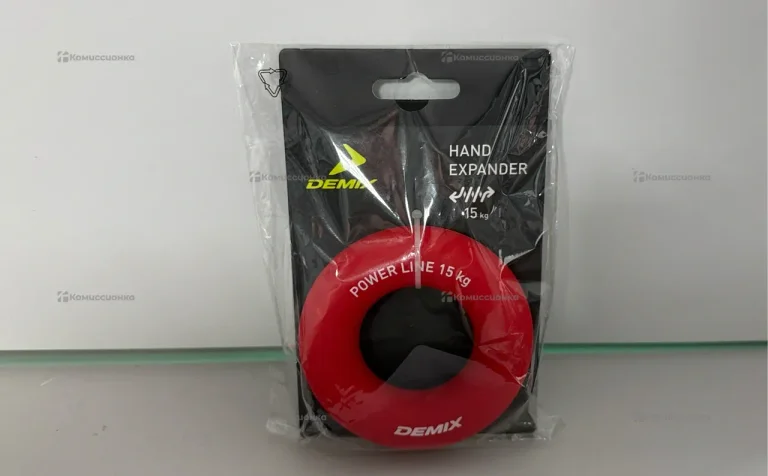 Комиссионка
Комиссионка
HAND
EXPANDER
DEMIX
15 kg
Комиссионка
Комиссионка
POWER LINE 15 kg
Комиссионка
Комиссионка
DEMIX